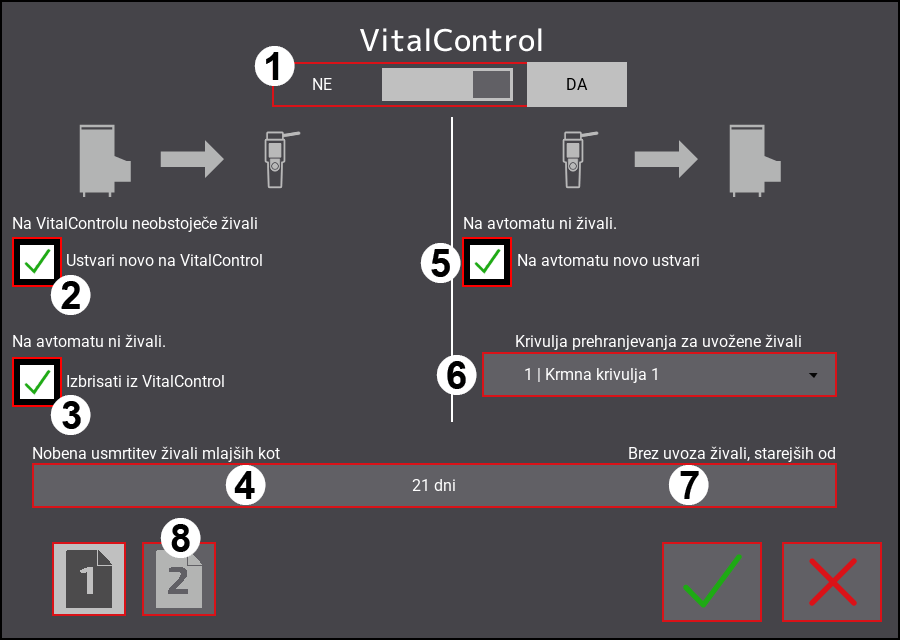 VitalControl
1
NE
DA
Na VitalControlu neobstoječe živali
Ustvari novo na VitalControl
2
Na avtomatu ni živali.
Izbrisati iz VitalControl
3
Na avtomatu ni živali.
5
Na avtomatu novo ustvari
Krivulja prehranjevanja za uvožene živali
6
1 | Krmna krivulja 1
Nobena usmrtitev živali mlajših kot
Brez uvoza živali, starejših od
4
21 dni
7
8
1
2